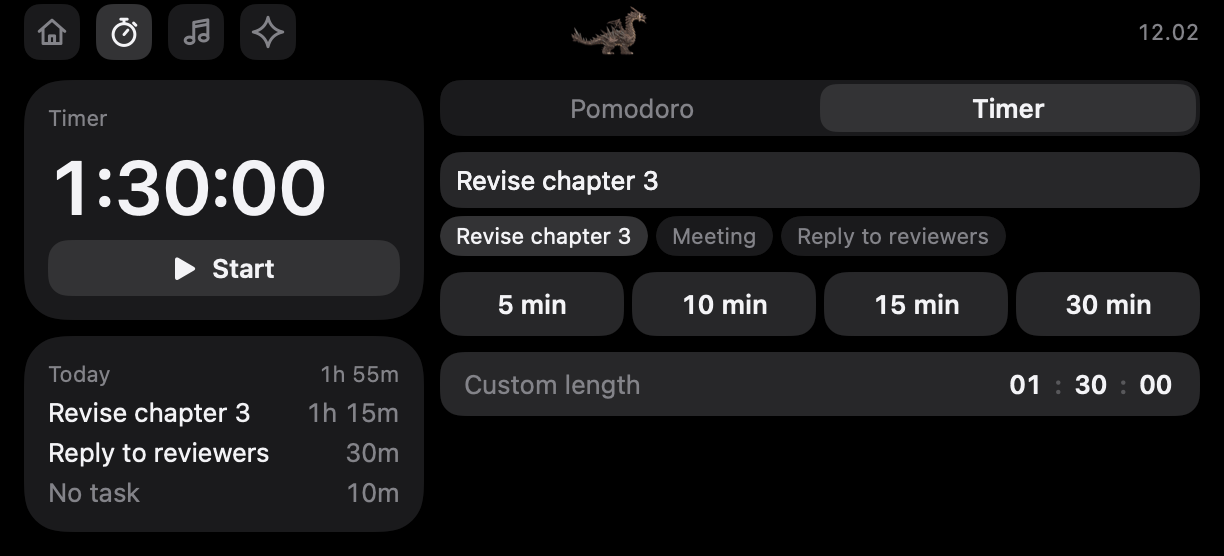 12.02
Timer
1:30:00
Start
Today 1h 55m
Revise chapter 3 1h 15m
Reply to reviewers 30m
No task 10m
Pomodoro Timer
Revise chapter 3
Revise chapter 3 Meeting Reply to reviewers
5 min 10 min 15 min 30 min
Custom length 01 : 30 : 00